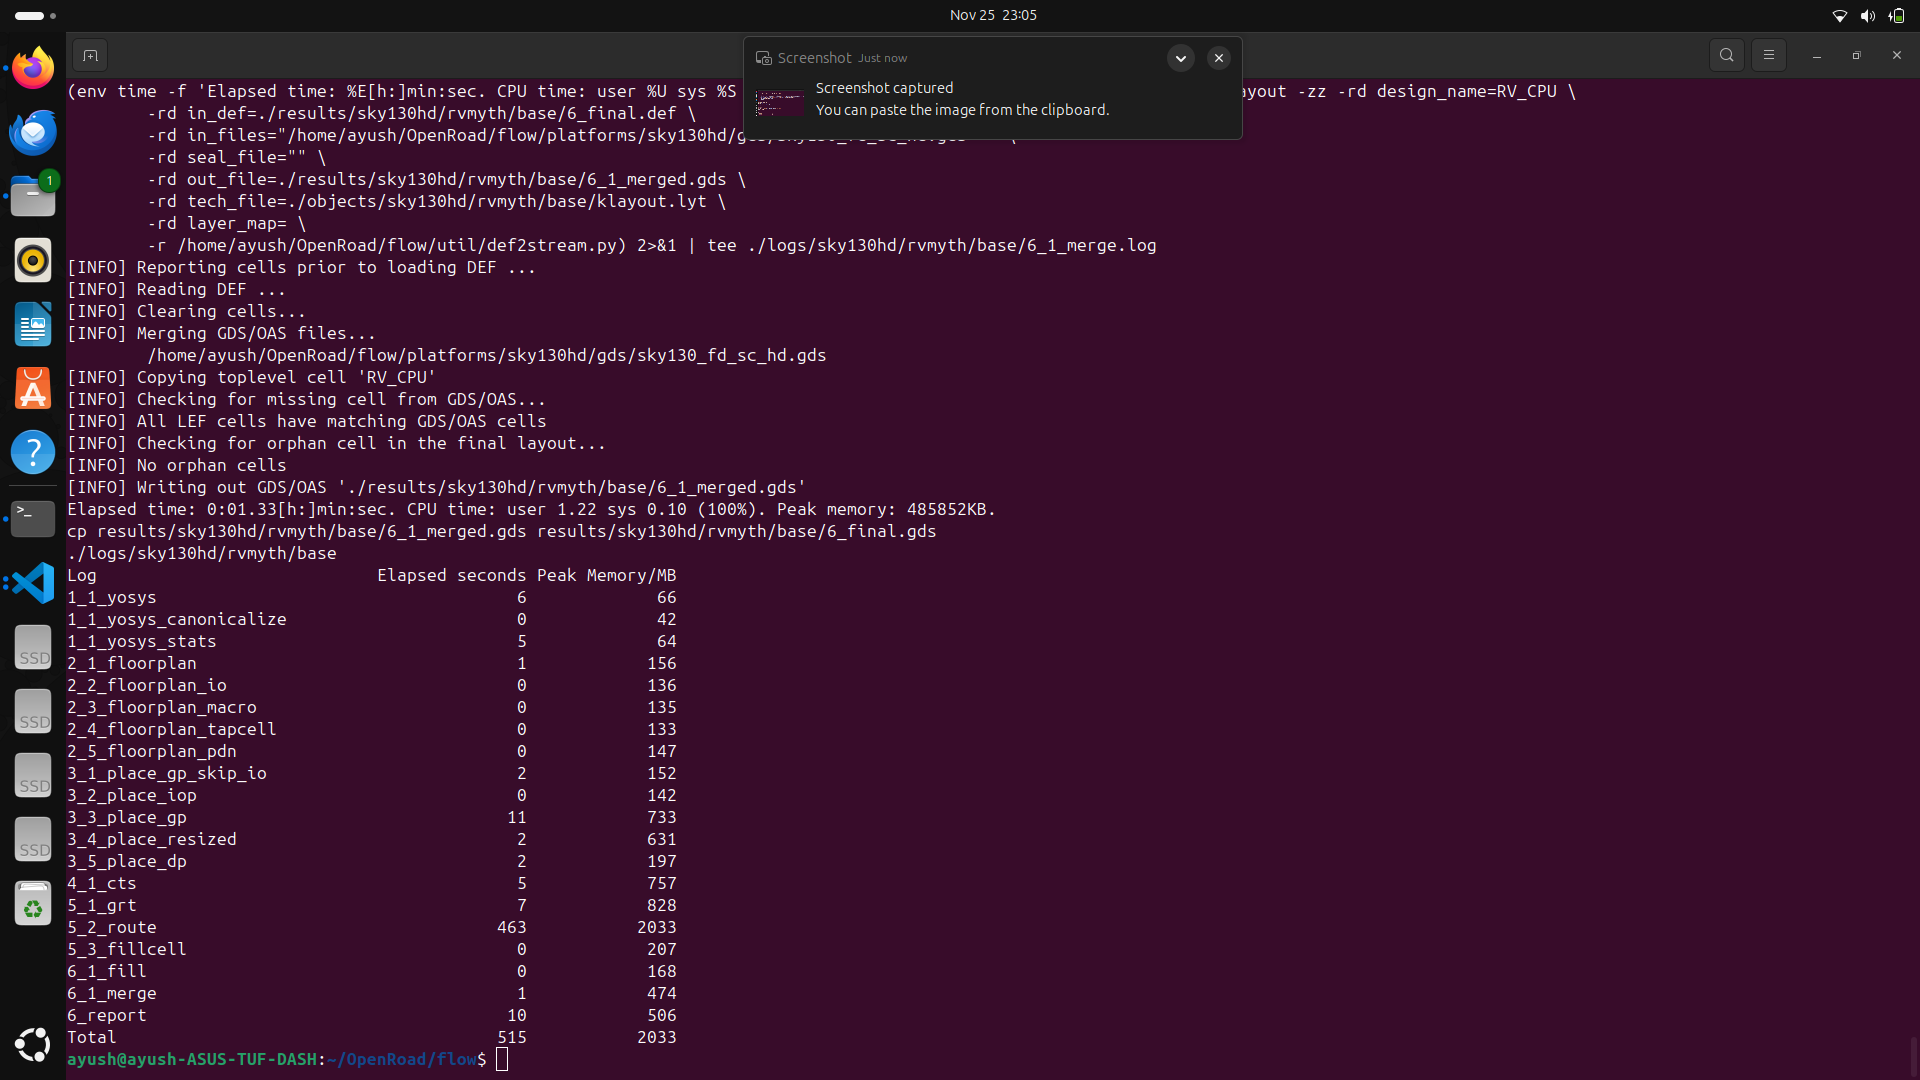 Nov 25 23:05
Screenshot Just now
Screenshot captured
You can paste the image from the clipboard.
(env time -f 'Elapsed time: %E[h:]min:sec. CPU time: user %U sys %S ayout -zz -rd design_name=RV_CPU \
-rd in_def=./results/sky130hd/rvmyth/base/6_final.def \
-rd in_files="/home/ayush/OpenRoad/flow/platforms/sky130hd/ \
-rd seal_file="" \
-rd out_file=./results/sky130hd/rvmyth/base/6_1_merged.gds \
-rd tech_file=./objects/sky130hd/rvmyth/base/klayout.lyt \
-rd layer_map= \
-r /home/ayush/OpenRoad/flow/util/def2stream.py) 2>&1 | tee ./logs/sky130hd/rvmyth/base/6_1_merge.log
[INFO] Reporting cells prior to loading DEF ...
[INFO] Reading DEF ...
[INFO] Clearing cells...
[INFO] Merging GDS/OAS files...
/home/ayush/OpenRoad/flow/platforms/sky130hd/gds/sky130_fd_sc_hd.gds
[INFO] Copying toplevel cell 'RV_CPU'
[INFO] Checking for missing cell from GDS/OAS...
[INFO] All LEF cells have matching GDS/OAS cells
[INFO] Checking for orphan cell in the final layout...
[INFO] No orphan cells
[INFO] Writing out GDS/OAS './results/sky130hd/rvmyth/base/6_1_merged.gds'
Elapsed time: 0:01.33[h:]min:sec. CPU time: user 1.22 sys 0.10 (100%). Peak memory: 485852KB.
cp results/sky130hd/rvmyth/base/6_1_merged.gds results/sky130hd/rvmyth/base/6_final.gds
./logs/sky130hd/rvmyth/base
Log Elapsed seconds Peak Memory/MB
1_1_yosys 6 66
1_1_yosys_canonicalize 0 42
1_1_yosys_stats 5 64
2_1_floorplan 1 156
2_2_floorplan_io 0 136
2_3_floorplan_macro 0 135
2_4_floorplan_tapcell 0 133
2_5_floorplan_pdn 0 147
3_1_place_gp_skip_io 2 152
3_2_place_iop 0 142
3_3_place_gp 11 733
3_4_place_resized 2 631
3_5_place_dp 2 197
4_1_cts 5 757
5_1_grt 7 828
5_2_route 463 2033
5_3_fillcell 0 207
6_1_fill 0 168
6_1_merge 1 474
6_report 10 506
Total 515 2033
ayush@ayush-ASUS-TUF-DASH:~/OpenRoad/flow$
1
SSD
SSD
SSD
SSD